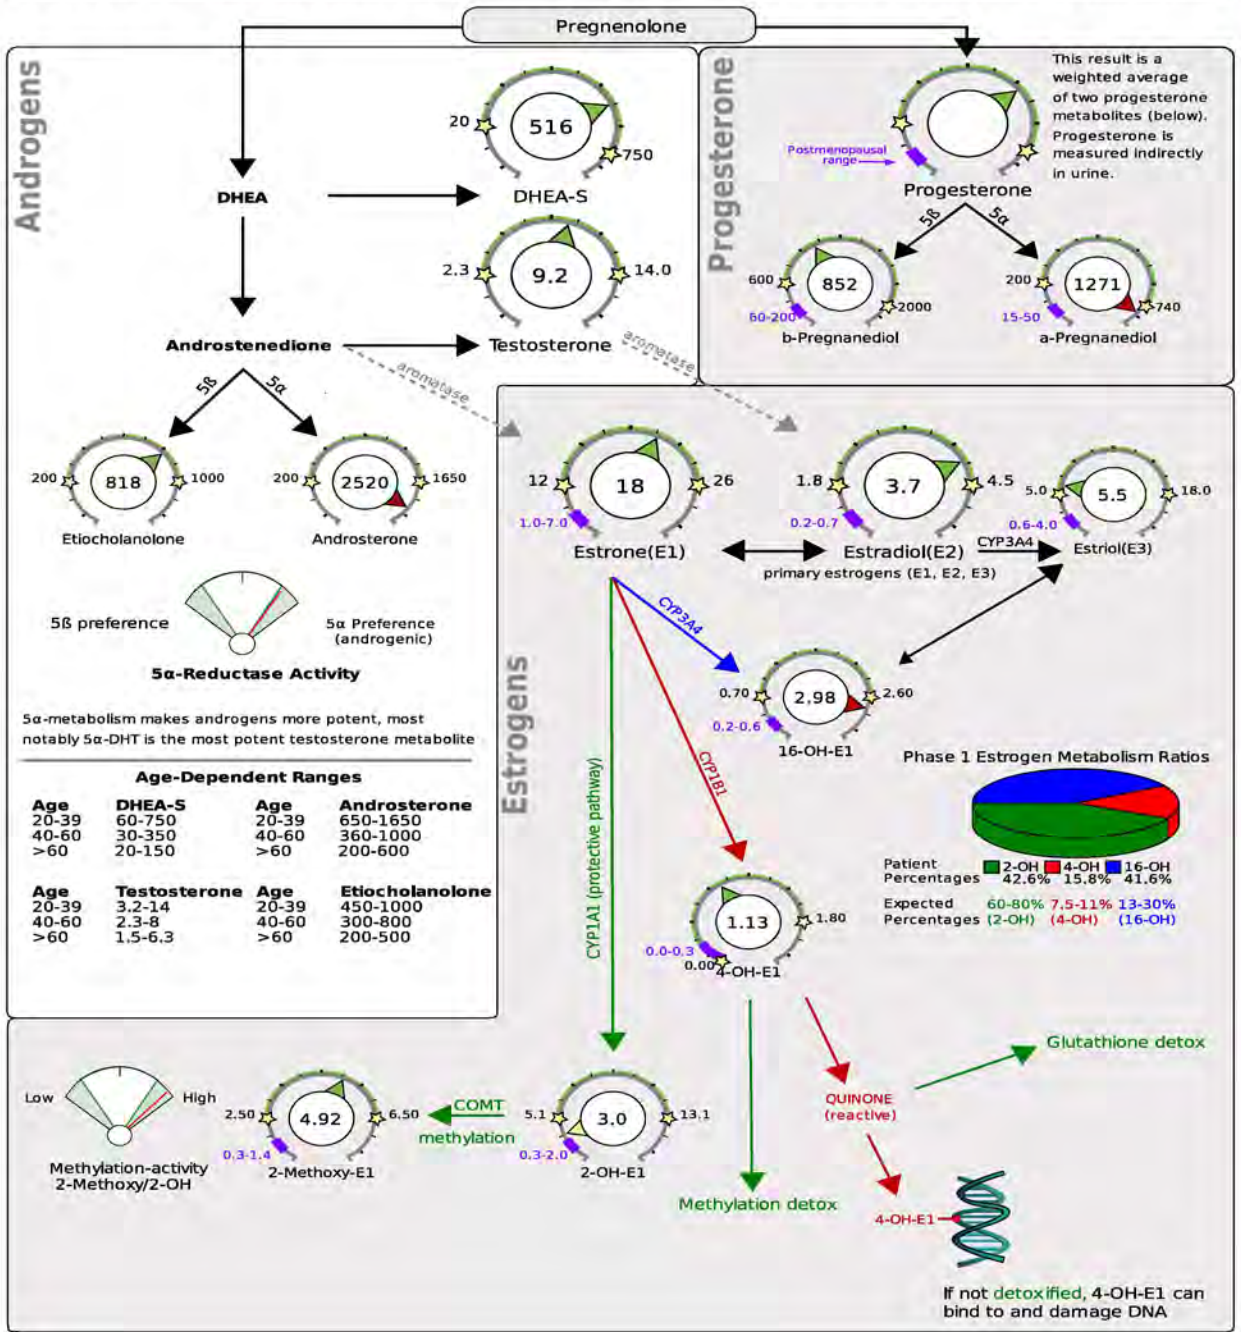 Pregnenolone
Androgens
20
516
750
DHEA-S
DHEA
2.3
9.2
14.0
Testosterone
Androstenedione
aromatase
aromatase
5ß
5α
200
818
1000
Etiocholanolone
200
2520
1650
Androsterone
5ß preference
5α Preference
(androgenic)
5α-Reductase Activity
5α-metabolism makes androgens more potent, most
notably 5α-DHT is the most potent testosterone metabolite
Age-Dependent Ranges
Age DHEA-S Age Androsterone
20-39 60-750 20-39 650-1650
40-60 30-350 40-60 360-1000
>60 20-150 >60 200-600
Age Testosterone Age Etiocholanolone
20-39 3.2-14 20-39 450-1000
40-60 2.3-8 40-60 300-800
>60 1.5-6.3 >60 200-500
Progesterone
This result is a
weighted average
of two progesterone
metabolites (below).
Progesterone is
measured indirectly
in urine.
Postmenopausal
range
Progesterone
5ß
5α
600
852
2000
60-200
b-Pregnanediol
200
1271
740
15-50
a-Pregnanediol
Estrogens
12
18
26
1.0-7.0
Estrone(E1)
1.8
3.7
4.5
0.2-0.7
Estradiol(E2)
CYP3A4
5.0
5.5
18.0
0.6-4.0
Estriol(E3)
primary estrogens (E1, E2, E3)
CYP3A4
0.70
2.98
2.60
0.2-0.6
16-OH-E1
CYP1B1
CYP1A1 (protective pathway)
Phase 1 Estrogen Metabolism Ratios
2-OH 4-OH 16-OH
Patient
Percentages 42.6% 15.8% 41.6%
Expected 60-80% 7.5-11% 13-30%
Percentages (2-OH) (4-OH) (16-OH)
1.13
1.80
0.0-0.3
0.00
4-OH-E1
Low
High
Methylation-activity
2-Methoxy/2-OH
2.50
4.92
6.50
0.3-1.4
2-Methoxy-E1
COMT
methylation
5.1
3.0
13.1
0.3-2.0
2-OH-E1
Methylation detox
QUINONE
(reactive)
Glutathione detox
4-OH-E1
If not detoxified, 4-OH-E1 can
bind to and damage DNA